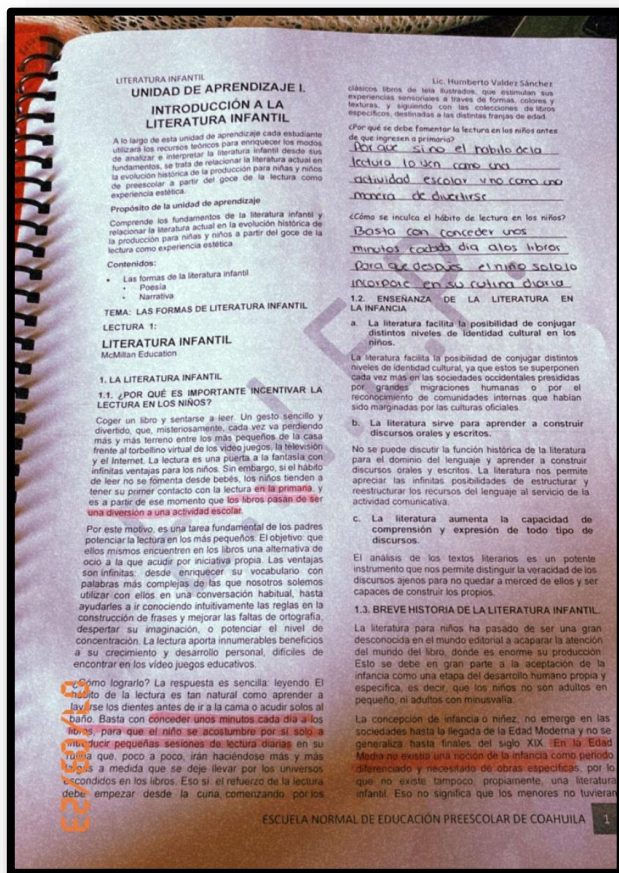 LITERATURA INFANTIL
UNIDAD DE APRENDIZAJE I.
INTRODUCCIÓN A LA
LITERATURA INFANTIL
A lo largo de esta unidad de aprendizaje cada estudiante
utilizará los recursos teóricos para enriquecer los modos
de analizar e interpretar la literatura infantil desde sus
fundamentos, se trata de relacionar la literatura actual en
la evolución histórica de la producción para niñas y niños
de preescolar a partir del goce de la lectura como
experiencia estética.
Propósito de la unidad de aprendizaje
Comprende los fundamentos de la literatura infantil y
relacionar la literatura actual en la evolución histórica de
la producción para niñas y niños a partir del goce de la
lectura como experiencia estética.
Contenidos:
• Las formas de la literatura infantil
• Poesía
• Narrativa
TEMA: LAS FORMAS DE LITERATURA INFANTIL
LECTURA 1:
LITERATURA INFANTIL
McMillan Education
1. LA LITERATURA INFANTIL
1.1. ¿POR QUÉ ES IMPORTANTE INCENTIVAR LA
LECTURA EN LOS NIÑOS?
Coger un libro y sentarse a leer. Un gesto sencillo y
divertido, que, misteriosamente, cada vez va perdiendo
más y más terreno entre los más pequeños de la casa
frente al torbellino virtual de los video juegos, la televisión
y el Internet. La lectura es una puerta a la fantasía con
infinitas ventajas para los niños. Sin embargo, si el hábito
de leer no se fomenta desde bebés, los niños tienden a
tener su primer contacto con la lectura en la primaria, y
es a partir de ese momento que los libros pasan de ser
una diversión a una actividad escolar.
Por este motivo, es una tarea fundamental de los padres
potenciar la lectura en los más pequeños. El objetivo: que
ellos mismos encuentren en los libros una alternativa de
ocio a la que acudir por iniciativa propia. Las ventajas
son infinitas: desde enriquecer su vocabulario con
palabras más complejas de las que nosotros solemos
utilizar con ellos en una conversación habitual, hasta
ayudarles a ir conociendo intuitivamente las reglas en la
construcción de frases y mejorar las faltas de ortografía,
despertar su imaginación, o potenciar el nivel de
concentración. La lectura aporta innumerables beneficios
a su crecimiento y desarrollo personal, difíciles de
encontrar en los vídeo juegos educativos.
¿Cómo lograrlo? La respuesta es sencilla: leyendo. El
hábito de la lectura es tan natural como aprender a
lavarse los dientes antes de ir a la cama o acudir solos al
baño. Basta con conceder unos minutos cada día a los
libros, para que el niño se acostumbre por sí solo a
introducir pequeñas sesiones de lectura diarias en su
rutina que, poco a poco, irán haciéndose más y más
a medida que se deje llevar por los universos
escondidos en los libros. Eso sí: el refuerzo de la lectura
debe empezar desde la cuna, comenzando por los
Lic. Humberto Valdez Sánchez
clásicos libros de tela ilustrados, que estimulan sus
experiencias sensoriales a través de formas, colores y
texturas, y siguiendo con las colecciones de libros
específicos, destinadas a las distintas franjas de edad.
¿Por qué se debe fomentar la lectura en los niños antes
de que ingresen a primaria?
Por que si no el habito de la
lectura lo ven como una
actividad escolar y no como una
manera de divertirse
¿Cómo se inculca el hábito de lectura en los niños?
Basta con conceder unos
minutos cada dia a los libros
para que despues el niño solo lo
incorpore en su rutina diaria
1.2. ENSEÑANZA DE LA LITERATURA EN
LA INFANCIA
a. La literatura facilita la posibilidad de conjugar
distintos niveles de identidad cultural en los
niños.
La literatura facilita la posibilidad de conjugar distintos
niveles de identidad cultural, ya que estos se superponen
cada vez más en las sociedades occidentales presididas
por grandes migraciones humanas o por el
reconocimiento de comunidades internas que habían
sido marginadas por las culturas oficiales.
b. La literatura sirve para aprender a construir
discursos orales y escritos.
No se puede discutir la función histórica de la literatura
para el dominio del lenguaje y aprender a construir
discursos orales y escritos. La literatura nos permite
apreciar las infinitas posibilidades de estructurar y
reestructurar los recursos del lenguaje al servicio de la
actividad comunicativa.
c. La literatura aumenta la capacidad de
comprensión y expresión de todo tipo de
discursos.
El análisis de los textos literarios es un potente
instrumento que nos permite distinguir la veracidad de los
discursos ajenos para no quedar a merced de ellos y ser
capaces de construir los propios.
1.3. BREVE HISTORIA DE LA LITERATURA INFANTIL.
La literatura para niños ha pasado de ser una gran
desconocida en el mundo editorial a acaparar la atención
del mundo del libro, donde es enorme su producción.
Esto se debe en gran parte a la aceptación de la
infancia como una etapa del desarrollo humano propia y
específica, es decir, que los niños no son adultos en
pequeño, ni adultos con minusvalía.
La concepción de infancia o niñez, no emerge en las
sociedades hasta la llegada de la Edad Moderna y no se
generaliza hasta finales del siglo XIX. En la Edad
Media no existía una noción de la infancia como periodo
diferenciado y necesitado de obras específicas, por lo
que no existe tampoco, propiamente, una literatura
infantil. Eso no significa que los menores no tuvieran
ESCUELA NORMAL DE EDUCACIÓN PREESCOLAR DE COAHUILA 1